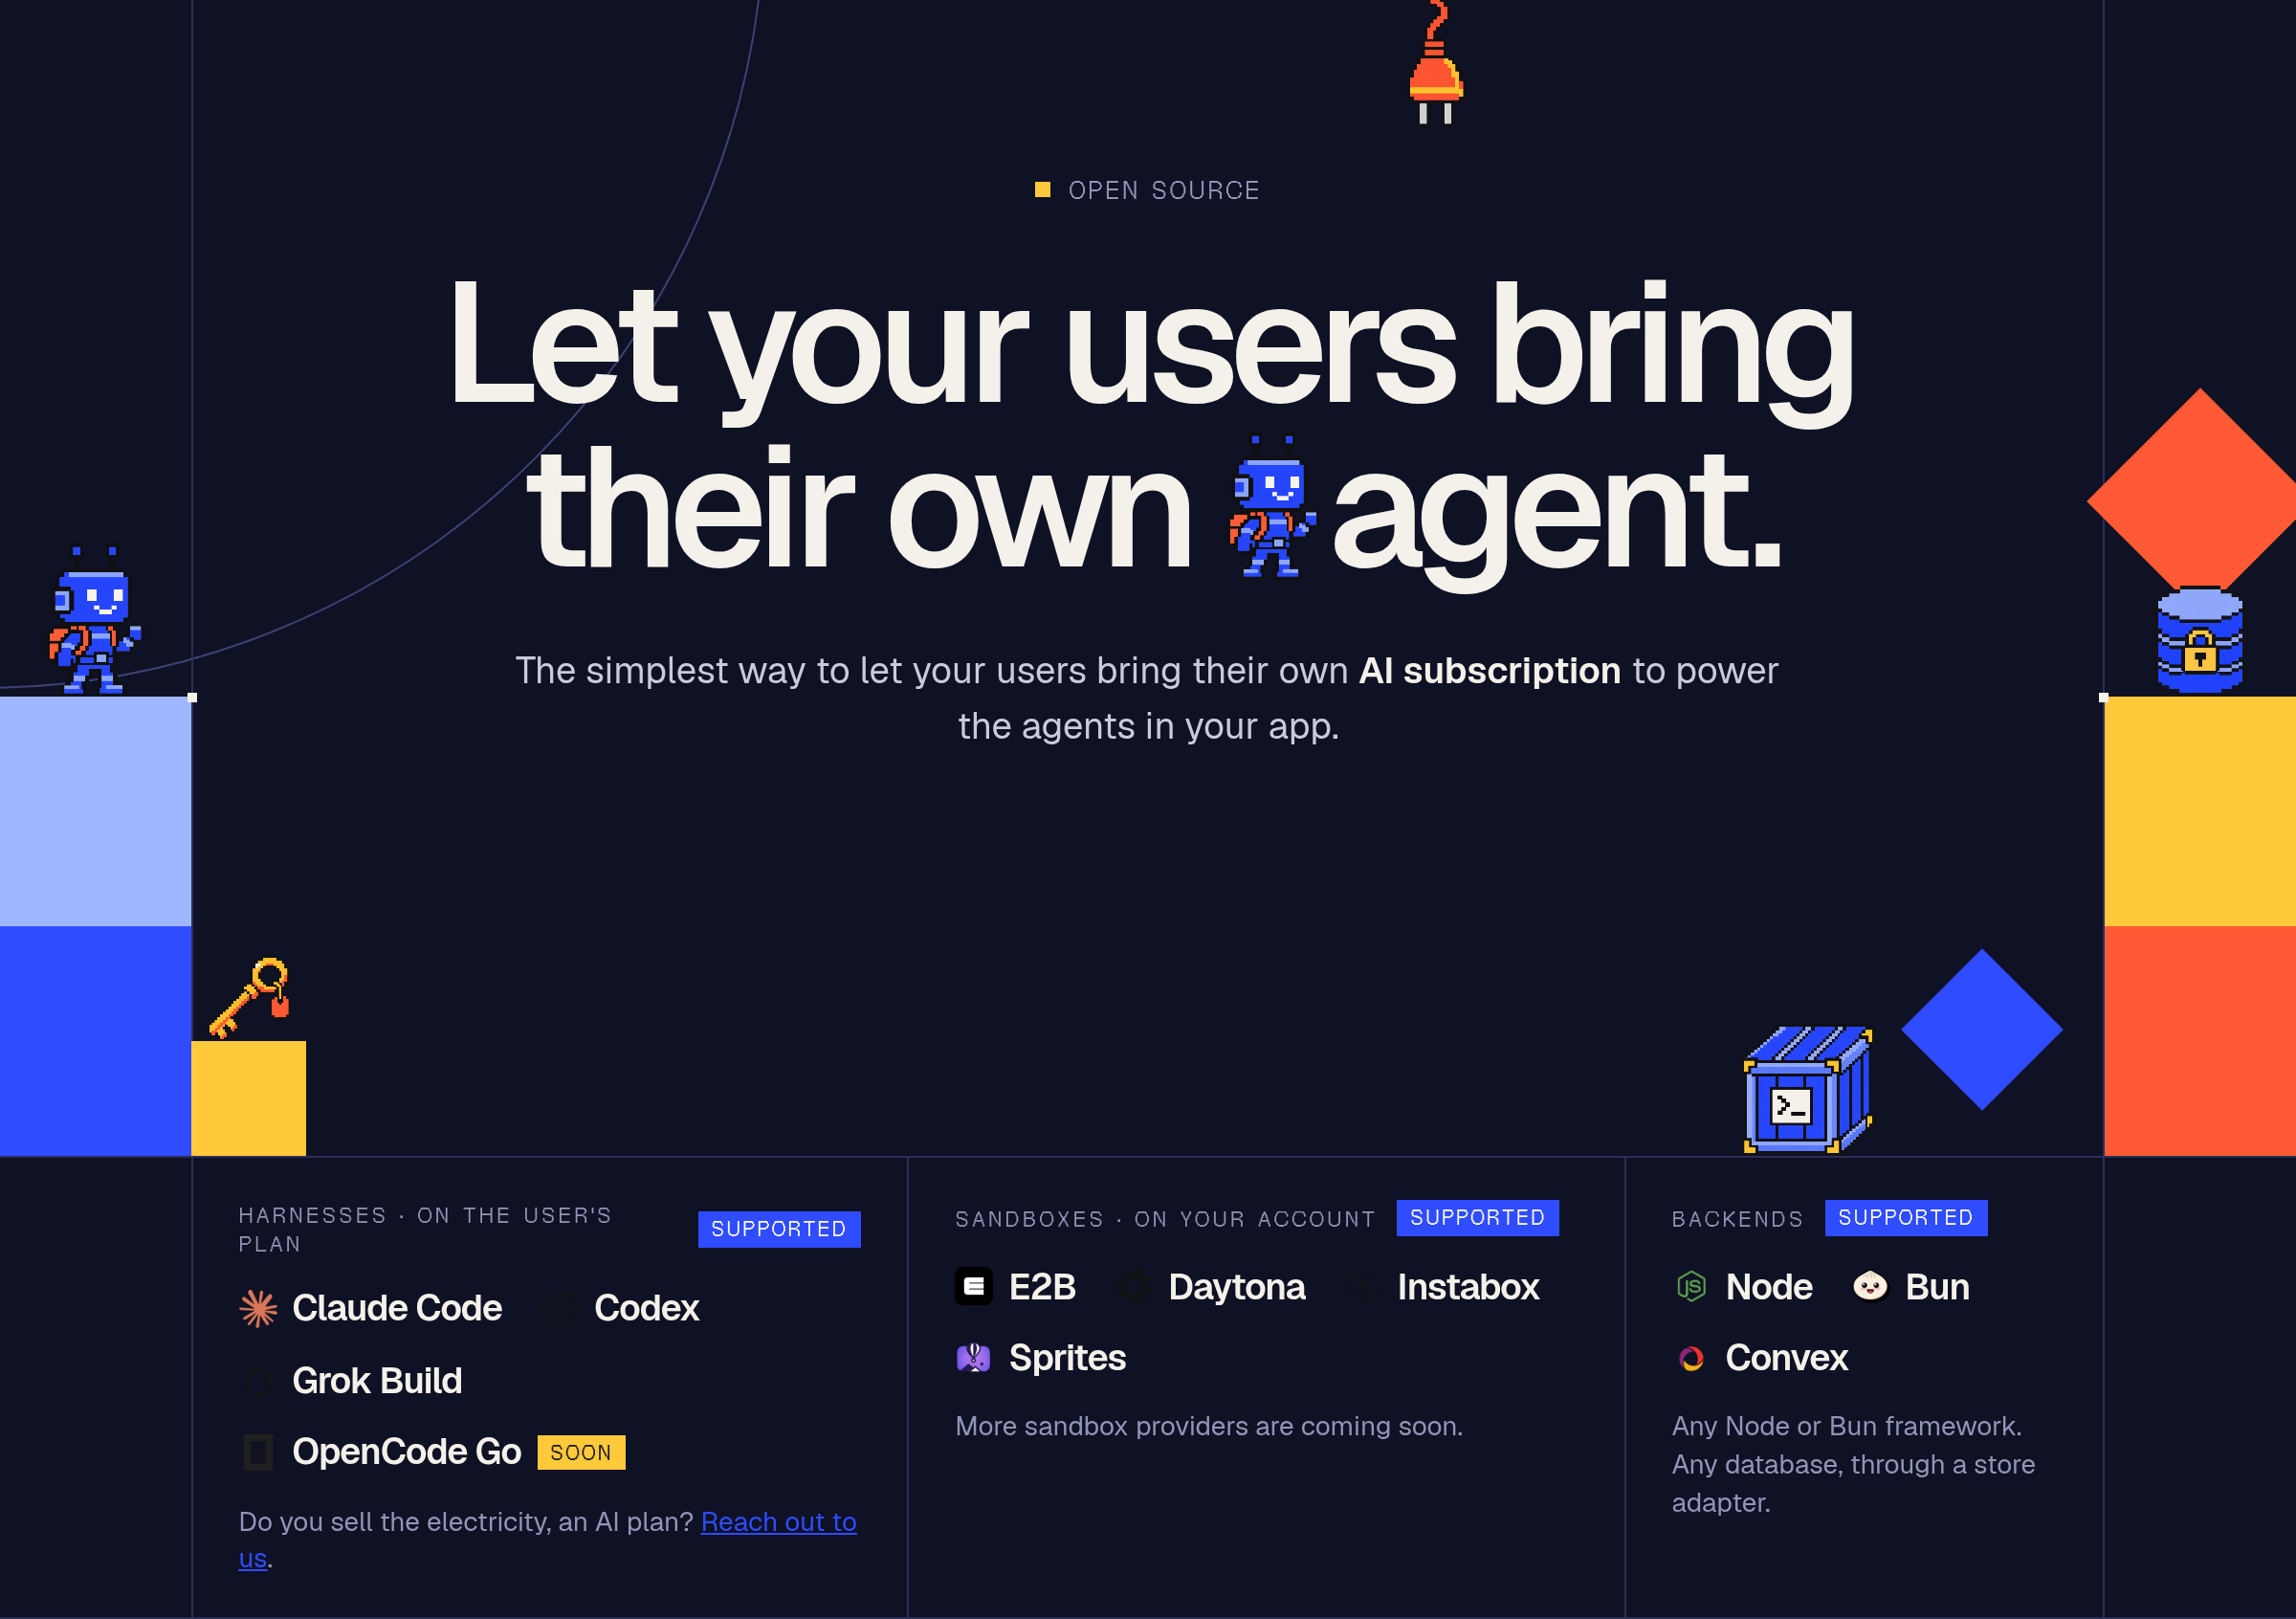 OPEN SOURCE
Let your users bring
their own agent.
The simplest way to let your users bring their own AI subscription to power
the agents in your app.
HARNESSES · ON THE USER'S
PLAN
SUPPORTED
Claude Code
Codex
Grok Build
OpenCode Go
SOON
Do you sell the electricity, an AI plan? Reach out to
us.
SANDBOXES · ON YOUR ACCOUNT
SUPPORTED
E2B
Daytona
Instabox
Sprites
More sandbox providers are coming soon.
BACKENDS
SUPPORTED
JS
Node
Bun
Convex
Any Node or Bun framework.
Any database, through a store
adapter.